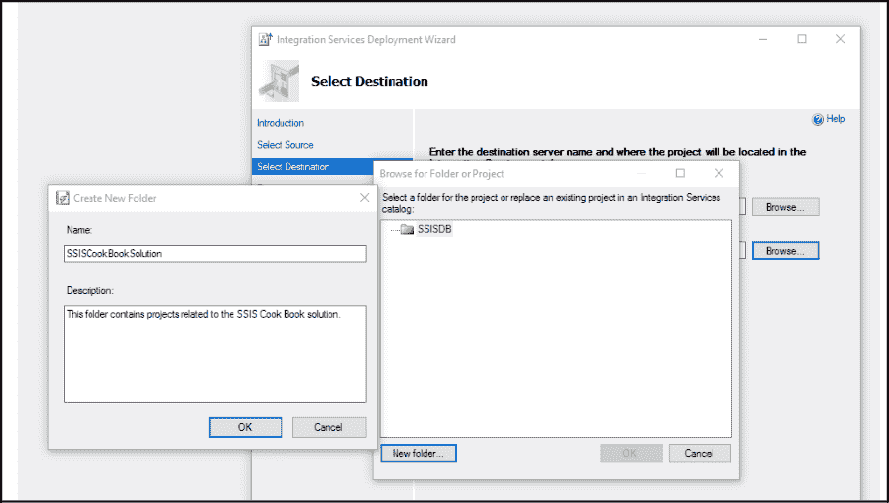 Integration Services Deployment Wizard
Select Destination
Help
Introduction
Select Source
Select Destination
Enter the destination server name and where the project will be located in the
Browse...
Browse...
Browse for Folder or Project
Select a folder for the project or replace an existing project in an Integration Services
catalog:
SSISDB
New folder...
OK
Cancel
Create New Folder
Name:
SSISCookBookSolution
Description:
This folder contains projects related to the SSIS Cook Book solution.
OK
Cancel